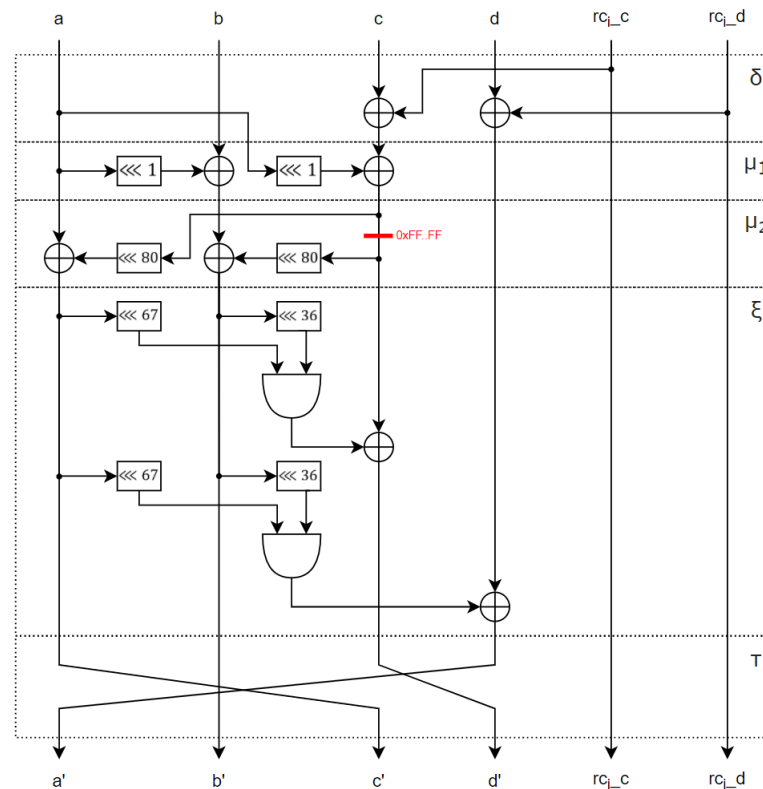 a b c d rcᵢ_c rcᵢ_d
δ
<<< 1 <<< 1 μ₁
μ₂
0xFF..FF
<<< 80 <<< 80
ξ
<<< 67 <<< 36
<<< 67 <<< 36
τ
a' b' c' d' rcᵢ_c rcᵢ_d